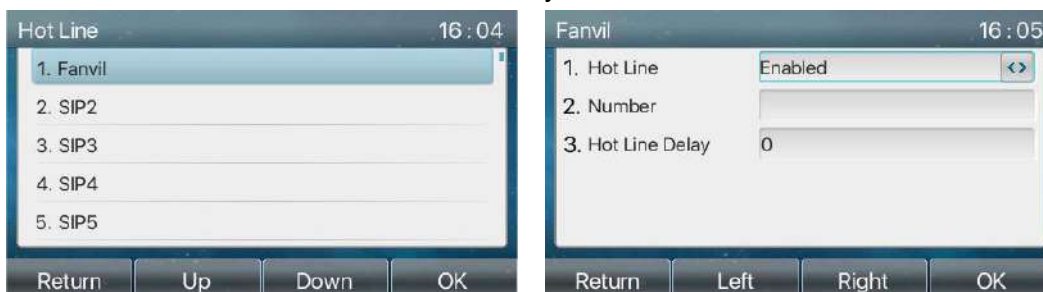 Hot Line 16:04
1. Fanvil
2. SIP2
3. SIP3
4. SIP4
5. SIP5
Return Up Down OK
Fanvil 16:05
1. Hot Line Enabled <>
2. Number
3. Hot Line Delay 0
Return Left Right OK